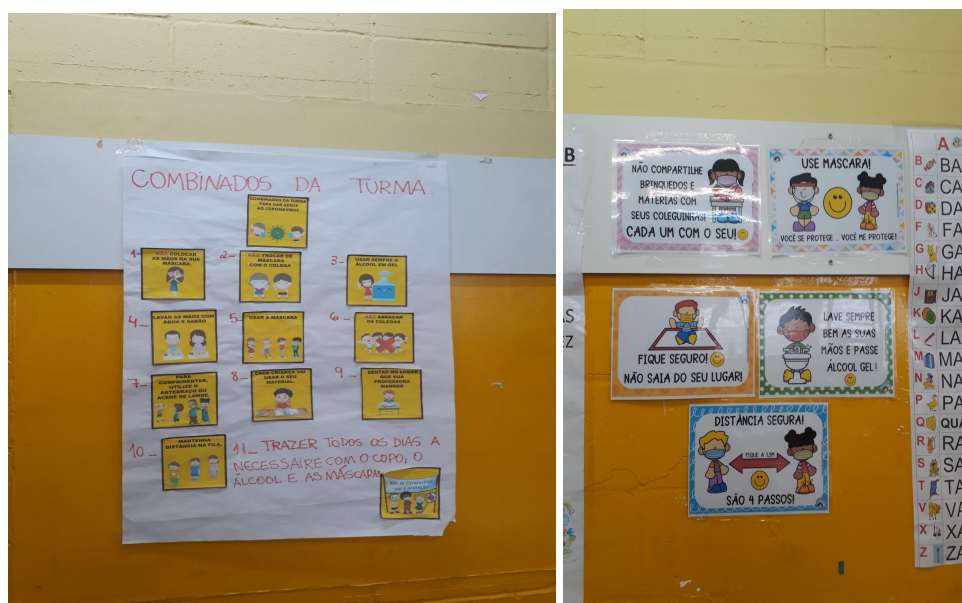 COMBINADOS DA TURMA
COMBINADOS DA TURMA
PARA DAR ADEUS
AO CORONAVÍRUS
1-
NÃO COLOCAR
AS MÃOS NA SUA
MÁSCARA.
2-
NÃO TROCAR DE
MÁSCARA
COM O COLEGA
3-
USAR SEMPRE O
ÁLCOOL EM GEL
4-
LAVAR AS MÃOS COM
ÁGUA E SABÃO
5-
USAR A MÁSCARA
6-
NÃO ABRAÇAR
OS COLEGAS
7-
PARA
CUMPRIMENTAR,
UTILIZE O
ANTEBRAÇO OU
ACENE DE LONGE.
8-
CADA CRIANÇA VAI
USAR O SEU
MATERIAL.
9-
SENTAR NO LUGAR
QUE SUA
PROFESSORA
MANDAR
10-
MANTENHA
DISTÂNCIA NA FILA.
11- TRAZER TODOS OS DIAS A
NECESSAIRE COM O COPO, O
ÁLCOOL E AS MÁSCARAS
B
AS
EZ
NÃO COMPARTILHE
BRINQUEDOS E
MATERIAS COM
SEUS COLEGUINHAS!
CADA UM COM O SEU!
USE MÁSCARA!
VOCÊ SE PROTEGE ... VOCÊ ME PROTEGE!
FIQUE SEGURO!
NÃO SAIA DO SEU LUGAR!
LAVE SEMPRE
BEM AS SUAS
MÃOS E PASSE
ÁLCOOL GEL!
DISTÂNCIA SEGURA!
FIQUE A 1,5M
SÃO 4 PASSOS!
A
B BA
C CA
D DA
F FA
G GA
H HA
J JA
K KA
L LA
M MA
N NA
P PA
Q QUA
R RA
S SA
T TA
V VA
X XA
Z ZA